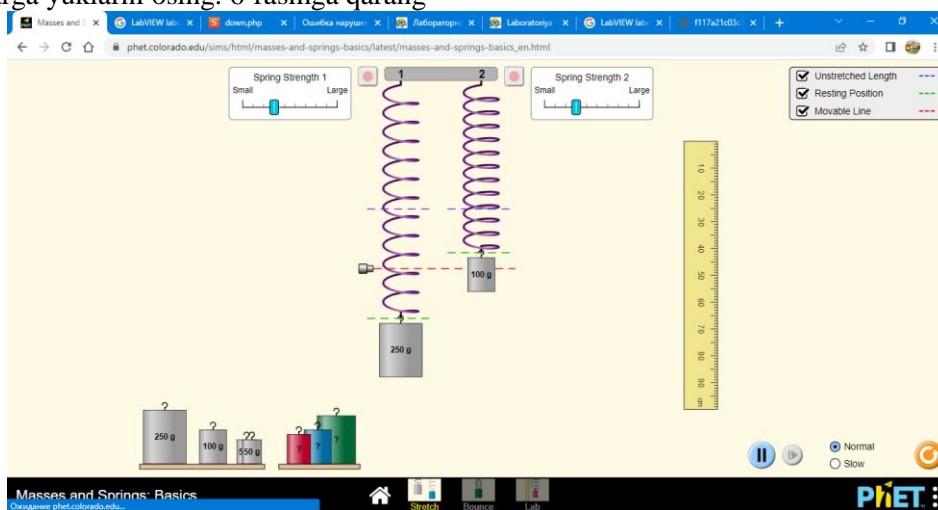 rga yuklarni osing. 6-rasmga qarang
Masses and S
LabVIEW labo
down.php
Ошибка наруше
Лаборатор
Laboratoriya
LabVIEW labo
f117a21c03c
phet.colorado.edu/sims/html/masses-and-springs-basics/latest/masses-and-springs-basics_en.html
Spring Strength 1
Small Large
1 2
Spring Strength 2
Small Large
Unstretched Length
Resting Position
Movable Line
10
20
30
40
50
60
70
80
90
cm
100 g
250 g
250 g
100 g
50 g
? ? ?
Normal
Slow
Masses and Springs: Basics
Ожидание phet.colorado.edu...
Stretch
Bounce
Lab
PhET